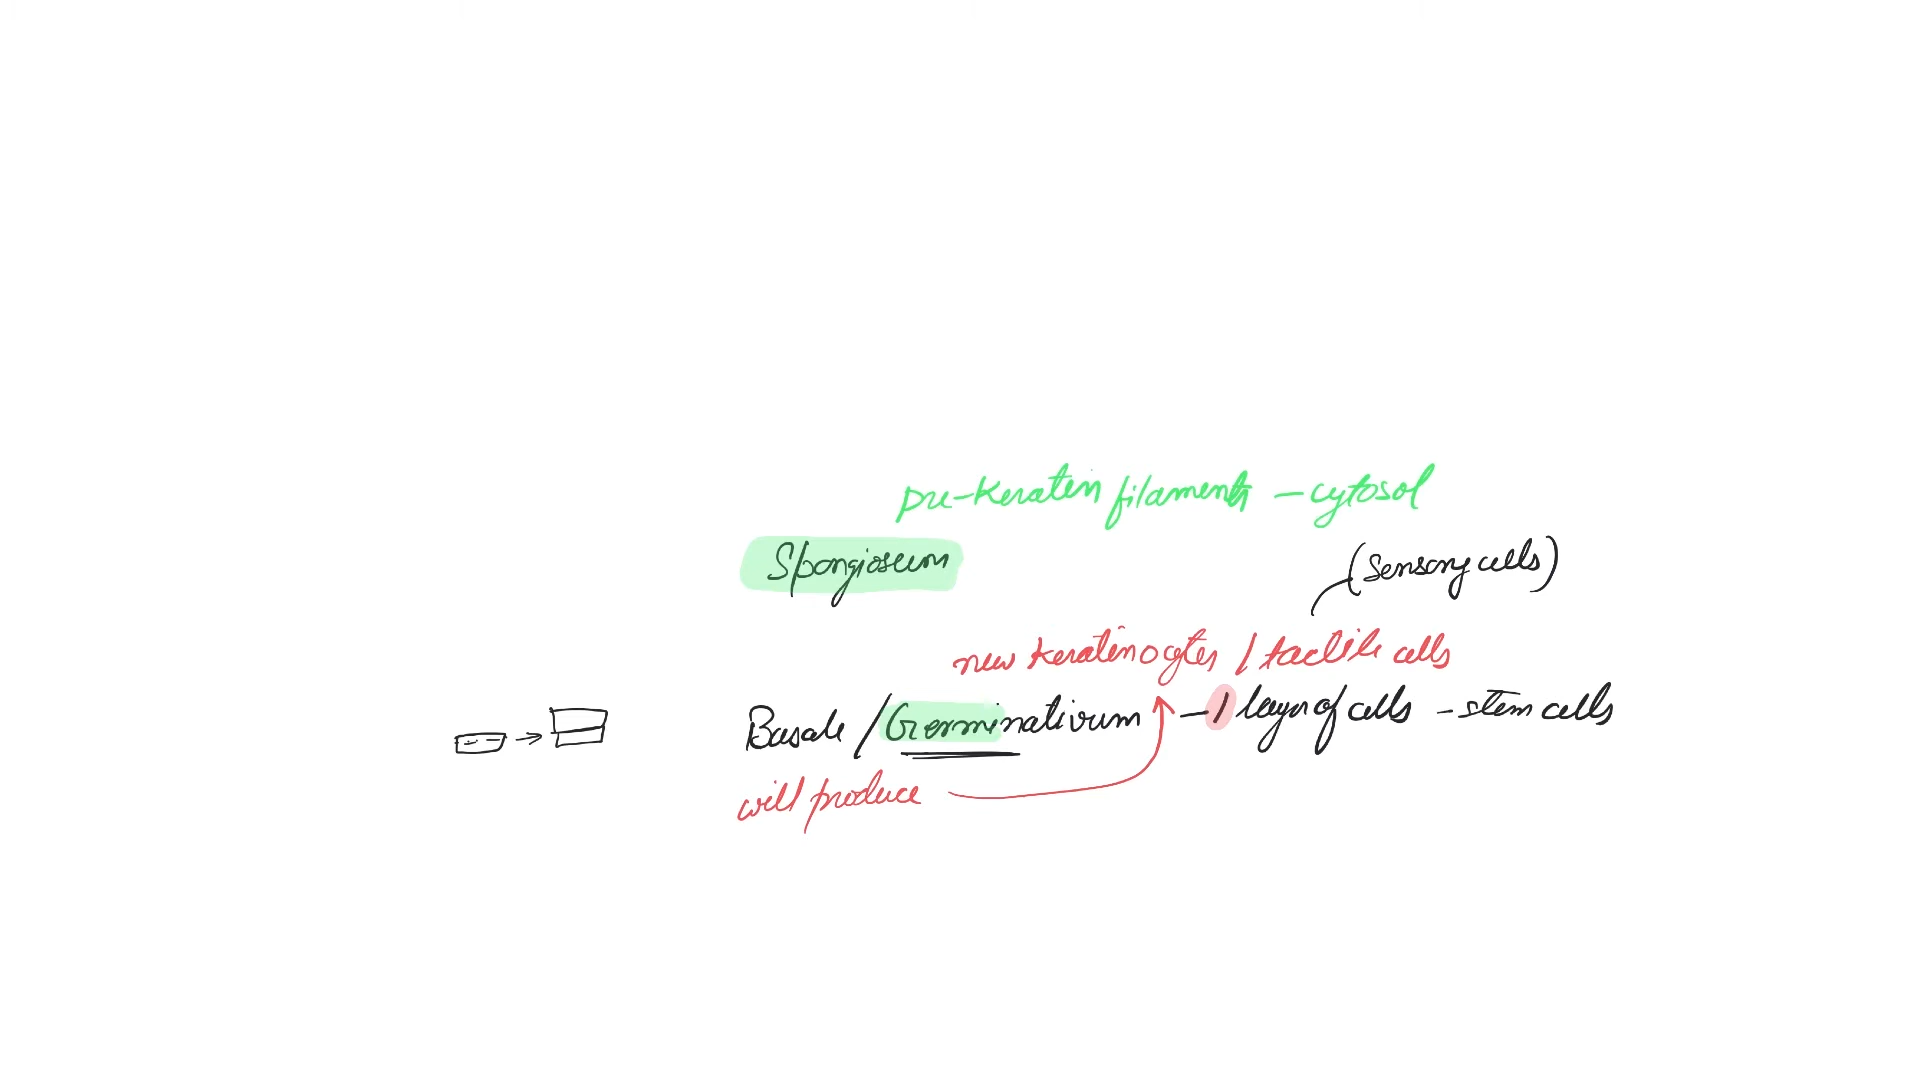 pre-keratin filaments - cytosol
Spongiosum
(Sensory cells)
new keratinocytes / tactile cells
Basale / Germinativum - 1 layer of cells - stem cells
will produce